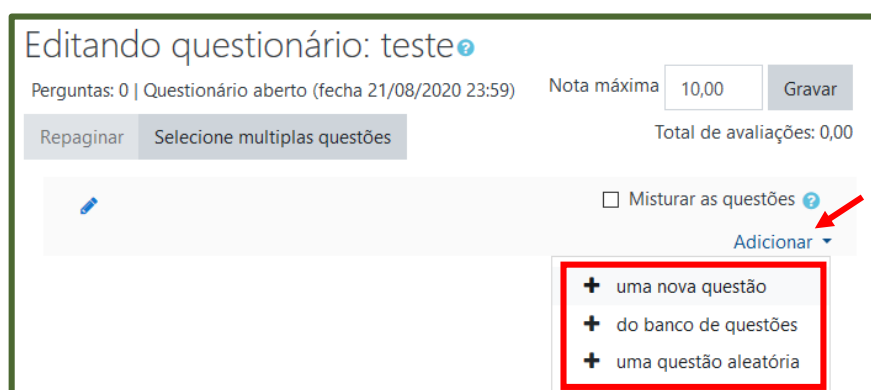 Editando questionário: teste
Perguntas: 0 | Questionário aberto (fecha 21/08/2020 23:59)
Nota máxima 10,00 Gravar
Repaginar Selecione multiplas questões
Total de avaliações: 0,00
Misturar as questões
Adicionar
uma nova questão
do banco de questões
uma questão aleatória